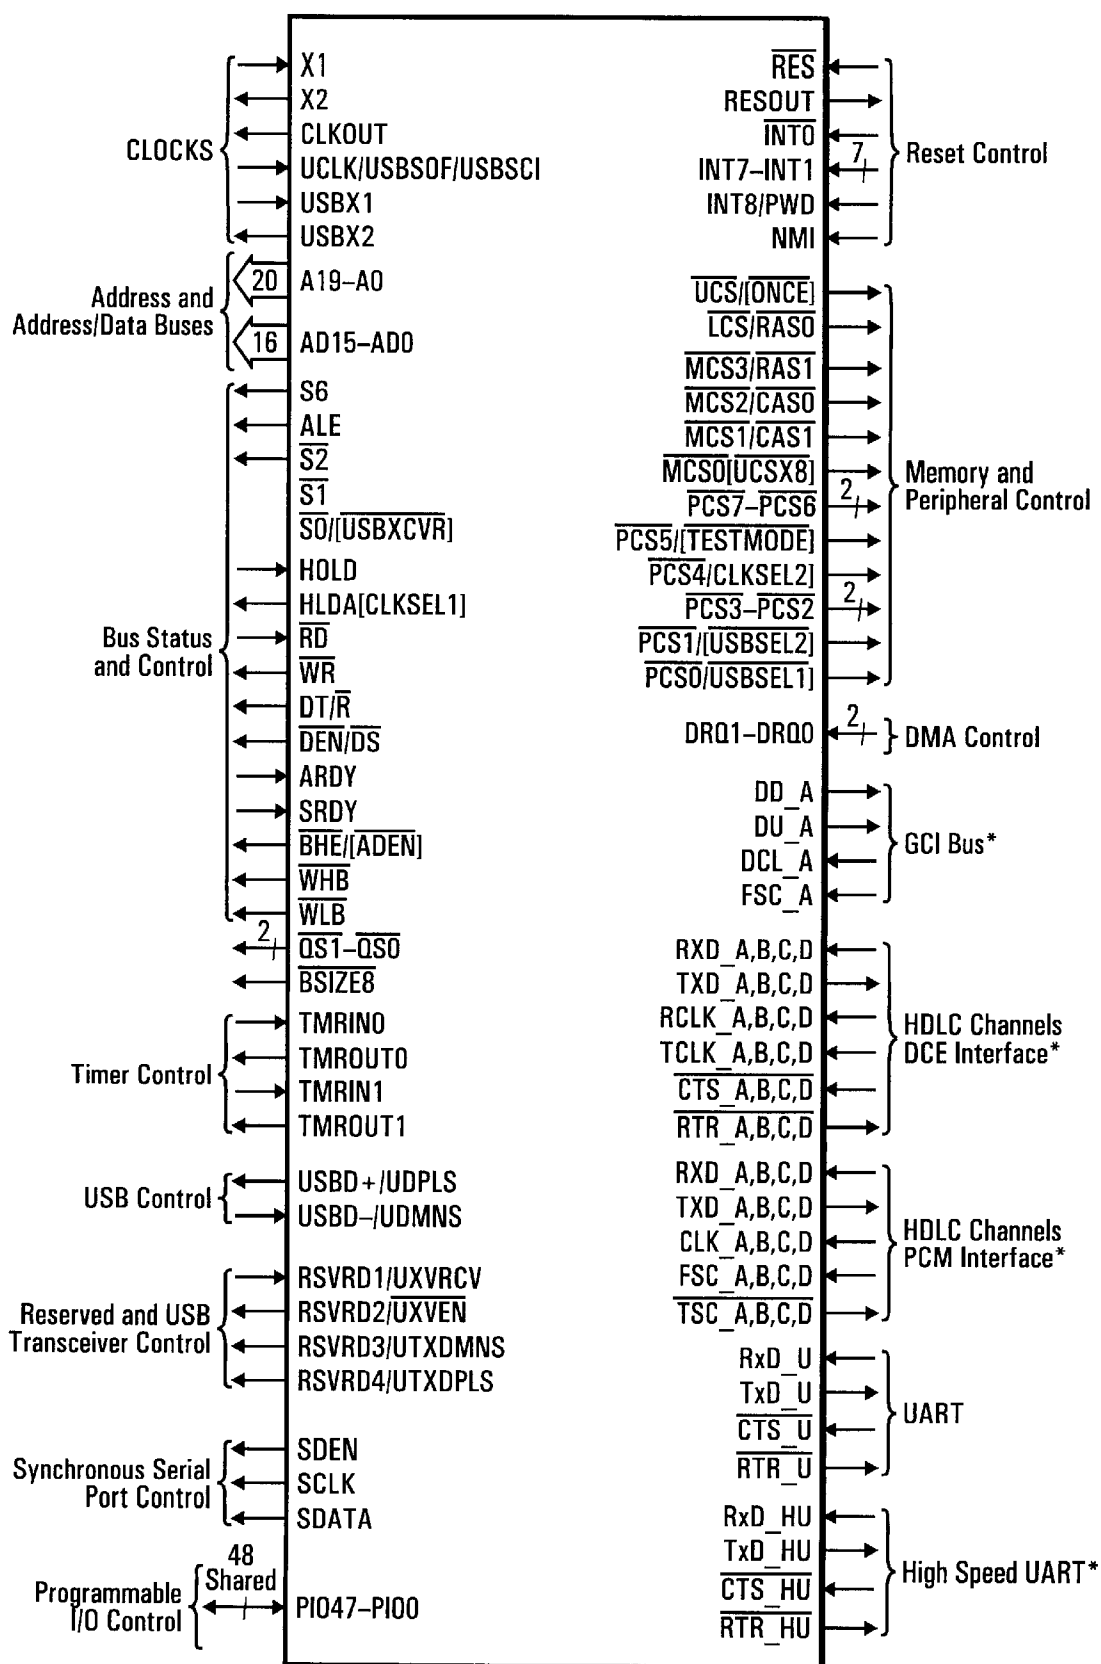 CLOCKS
X1
X2
CLKOUT
UCLK/USBSOF/USBSCI
USBX1
USBX2
Address and
Address/Data Buses
20 A19–A0
16 AD15–AD0
Bus Status
and Control
S6
ALE
S2
S1
S0/[USBXCVR]
HOLD
HLDA[CLKSEL1]
RD
WR
DT/R
DEN/DS
ARDY
SRDY
BHE/[ADEN]
WHB
WLB
2 QS1–QS0
BSIZE8
Timer Control
TMRIN0
TMROUT0
TMRIN1
TMROUT1
USB Control
USBD+/UDPLS
USBD–/UDMNS
Reserved and USB
Transceiver Control
RSVRD1/UXVRCV
RSVRD2/UXVEN
RSVRD3/UTXDMNS
RSVRD4/UTXDPLS
Synchronous Serial
Port Control
SDEN
SCLK
SDATA
Programmable
I/O Control
48
Shared
PIO47–PIO0
RES
RESOUT
INT0
INT7–INT1 7
INT8/PWD
NMI
Reset Control
UCS/[ONCE]
LCS/RAS0
MCS3/RAS1
MCS2/CAS0
MCS1/CAS1
MCS0[UCSX8]
PCS7–PCS6 2
PCS5/[TESTMODE]
PCS4/CLKSEL2]
PCS3–PCS2 2
PCS1/[USBSEL2]
PCS0/USBSEL1]
Memory and
Peripheral Control
DRQ1–DRQ0 2
DMA Control
DD_A
DU_A
DCL_A
FSC_A
GCI Bus*
RXD_A,B,C,D
TXD_A,B,C,D
RCLK_A,B,C,D
TCLK_A,B,C,D
CTS_A,B,C,D
RTR_A,B,C,D
HDLC Channels
DCE Interface*
RXD_A,B,C,D
TXD_A,B,C,D
CLK_A,B,C,D
FSC_A,B,C,D
TSC_A,B,C,D
HDLC Channels
PCM Interface*
RxD_U
TxD_U
CTS_U
RTR_U
UART
RxD_HU
TxD_HU
CTS_HU
RTR_HU
High Speed UART*